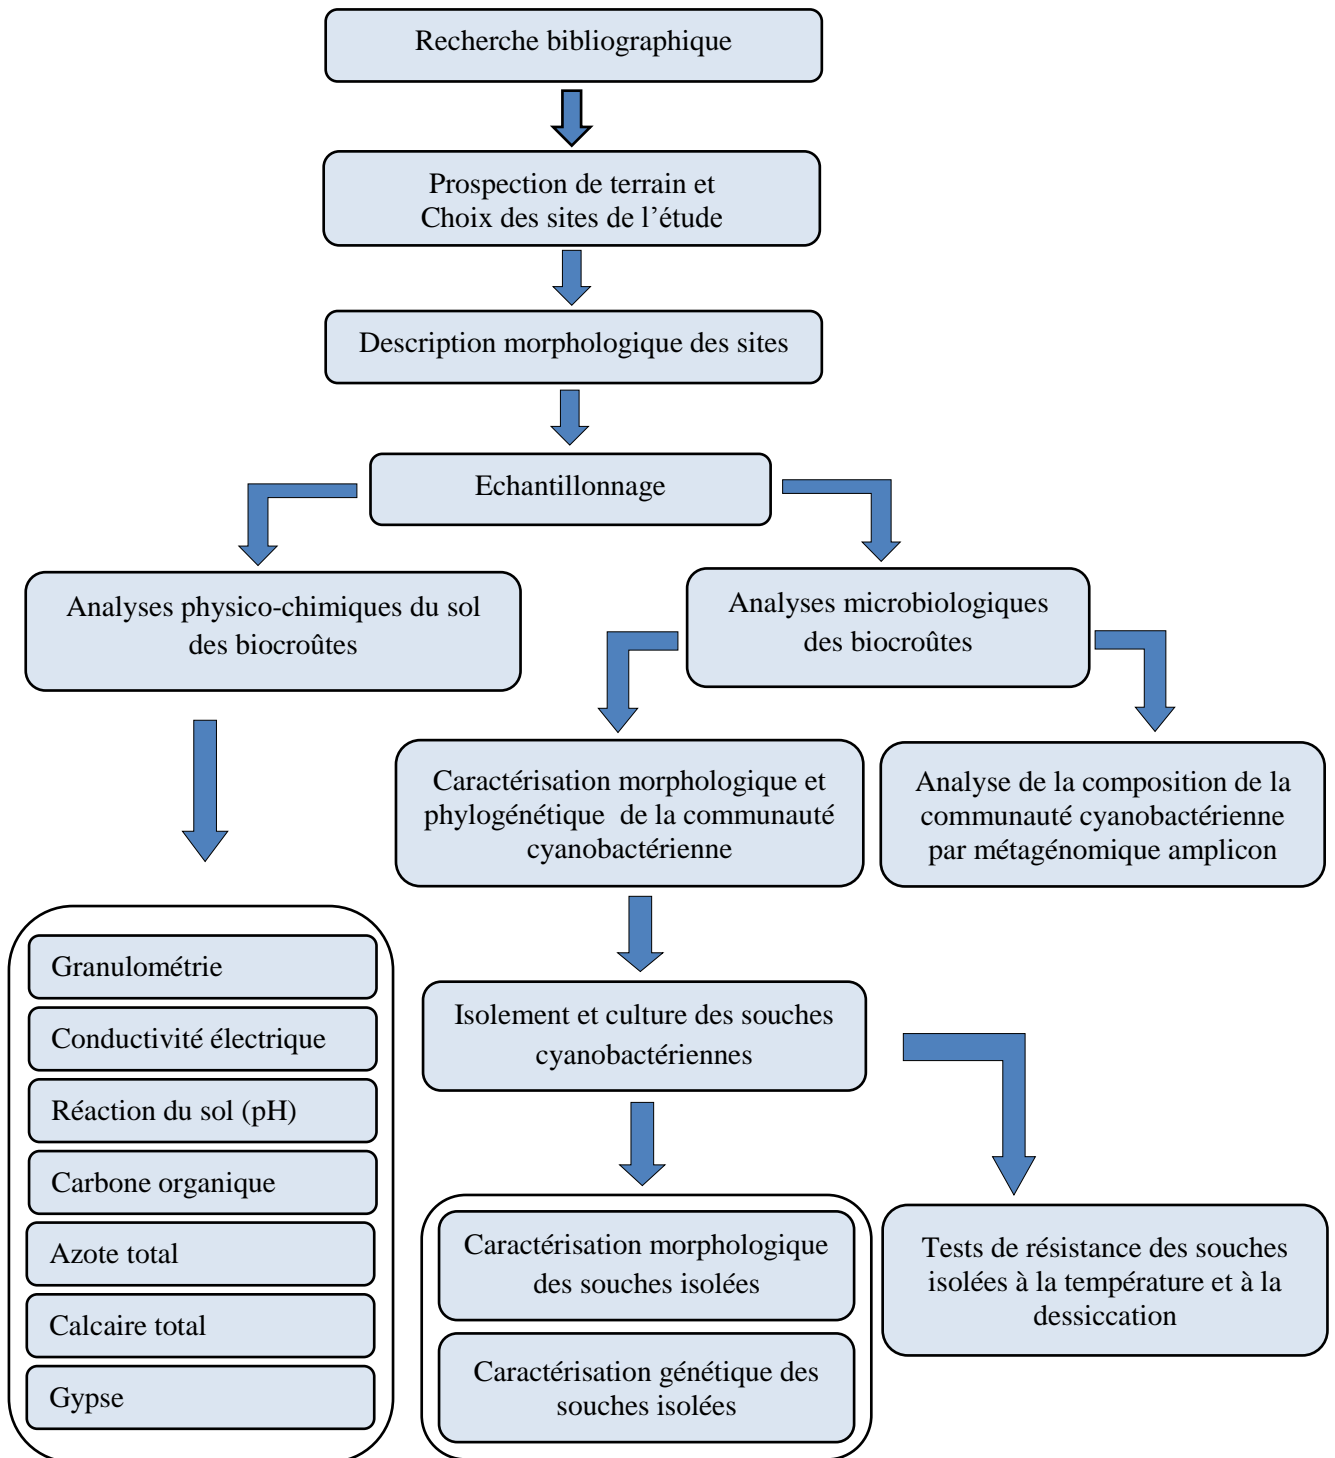 Recherche bibliographique
Prospection de terrain et
Choix des sites de l’étude
Description morphologique des sites
Echantillonnage
Analyses physico-chimiques du sol
des biocroûtes
Analyses microbiologiques
des biocroûtes
Caractérisation morphologique et
phylogénétique de la communauté
cyanobactérienne
Analyse de la composition de la
communauté cyanobactérienne
par métagénomique amplicon
Granulométrie
Conductivité électrique
Réaction du sol (pH)
Carbone organique
Azote total
Calcaire total
Gypse
Isolement et culture des souches
cyanobactériennes
Caractérisation morphologique
des souches isolées
Caractérisation génétique des
souches isolées
Tests de résistance des souches
isolées à la température et à la
dessiccation